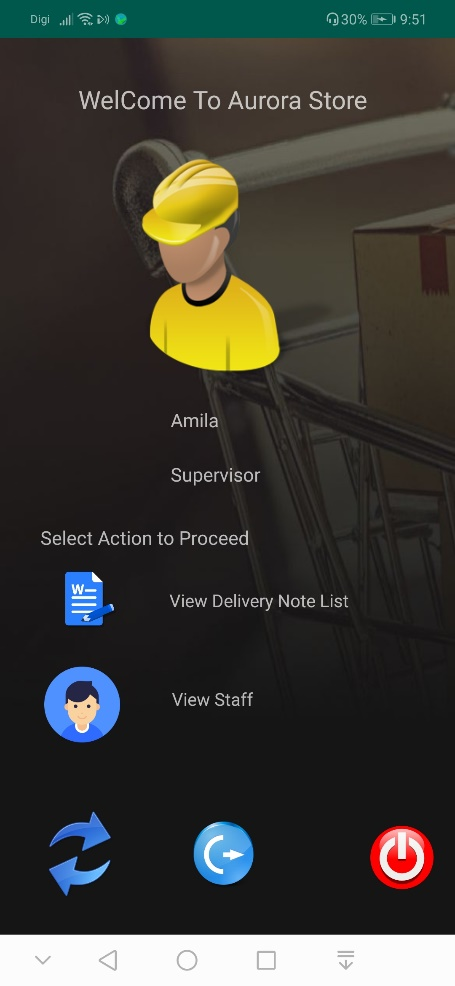 Digi 30% 9:51
WelCome To Aurora Store
Amila
Supervisor
Select Action to Proceed
W
View Delivery Note List
View Staff